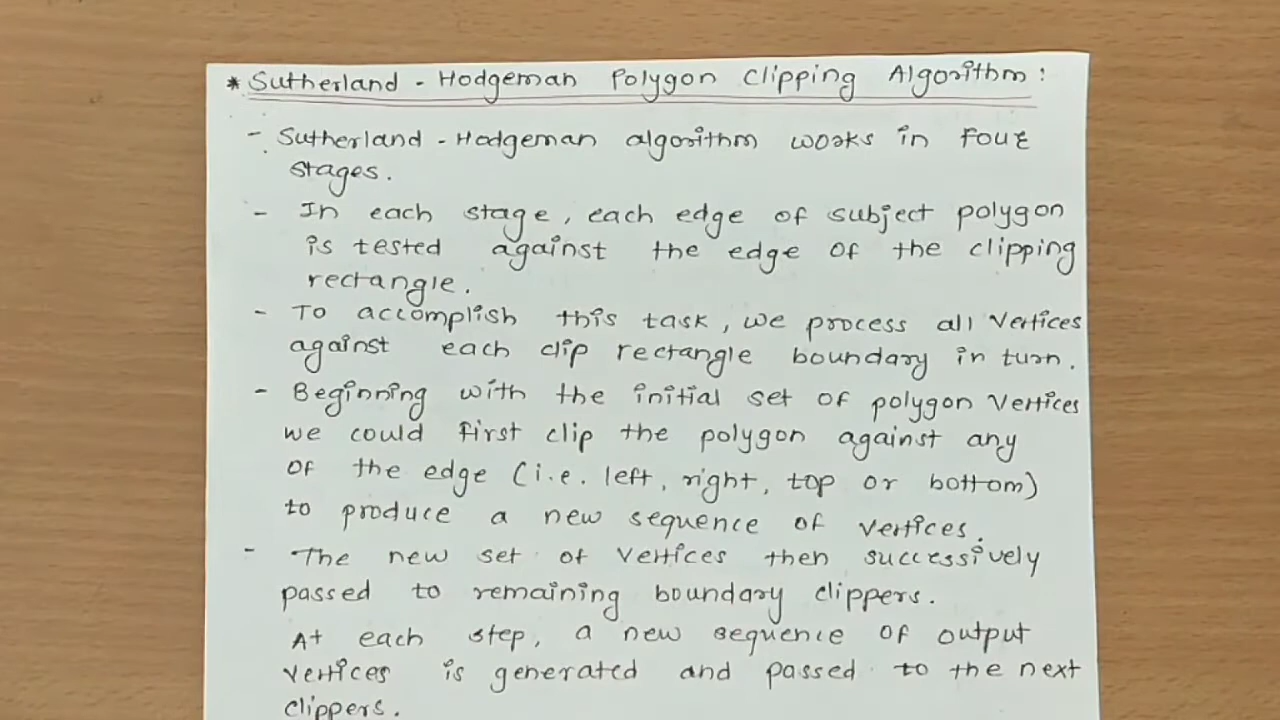 * Sutherland - Hodgeman Polygon Clipping Algorithm :
- Sutherland - Hodgeman algorithm works in four
stages.
- In each stage, each edge of subject polygon
is tested against the edge of the clipping
rectangle.
- To accomplish this task, we process all vertices
against each clip rectangle boundary in turn.
- Beginning with the initial set of polygon vertices
we could first clip the polygon against any
of the edge (i.e. left, right, top or bottom)
to produce a new sequence of vertices.
- The new set of vertices then successively
passed to remaining boundary clippers.
At each step, a new sequence of output
vertices is generated and passed to the next
clippers.